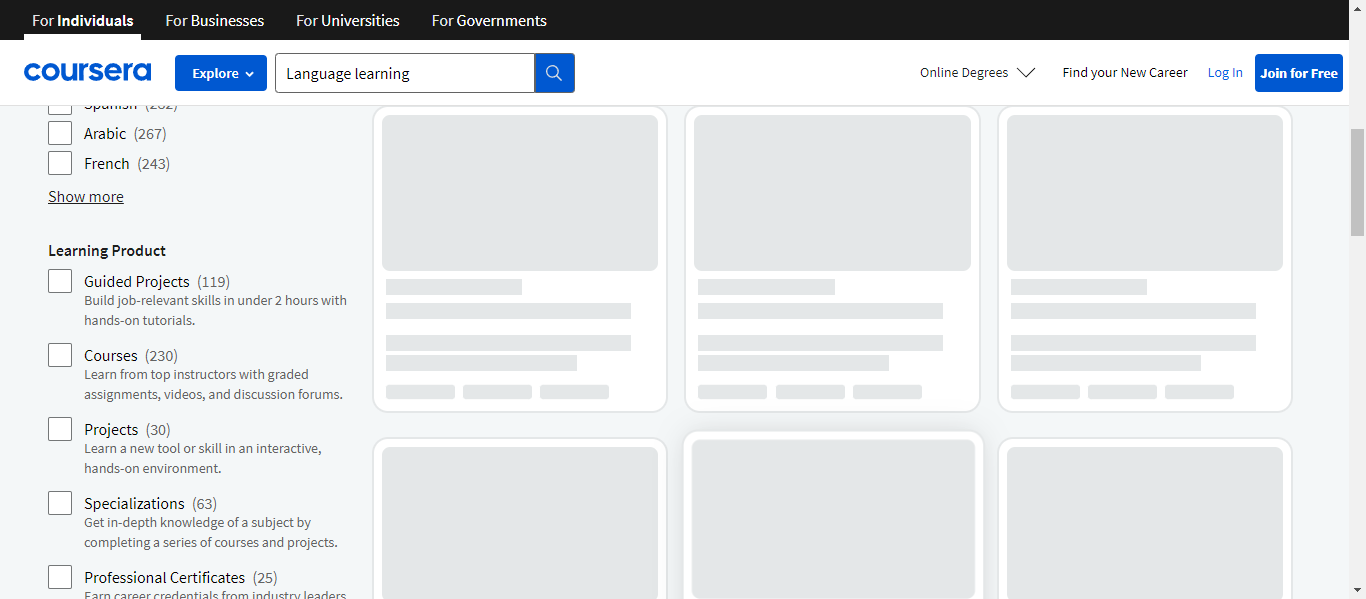 For Individuals
For Businesses
For Universities
For Governments
coursera
Explore
Language learning
Online Degrees
Find your New Career
Log In
Join for Free
Spanish (262)
Arabic (267)
French (243)
Show more
Learning Product
Guided Projects (119)
Build job-relevant skills in under 2 hours with
hands-on tutorials.
Courses (230)
Learn from top instructors with graded
assignments, videos, and discussion forums.
Projects (30)
Learn a new tool or skill in an interactive,
hands-on environment.
Specializations (63)
Get in-depth knowledge of a subject by
completing a series of courses and projects.
Professional Certificates (25)
Earn career credentials from industry leaders